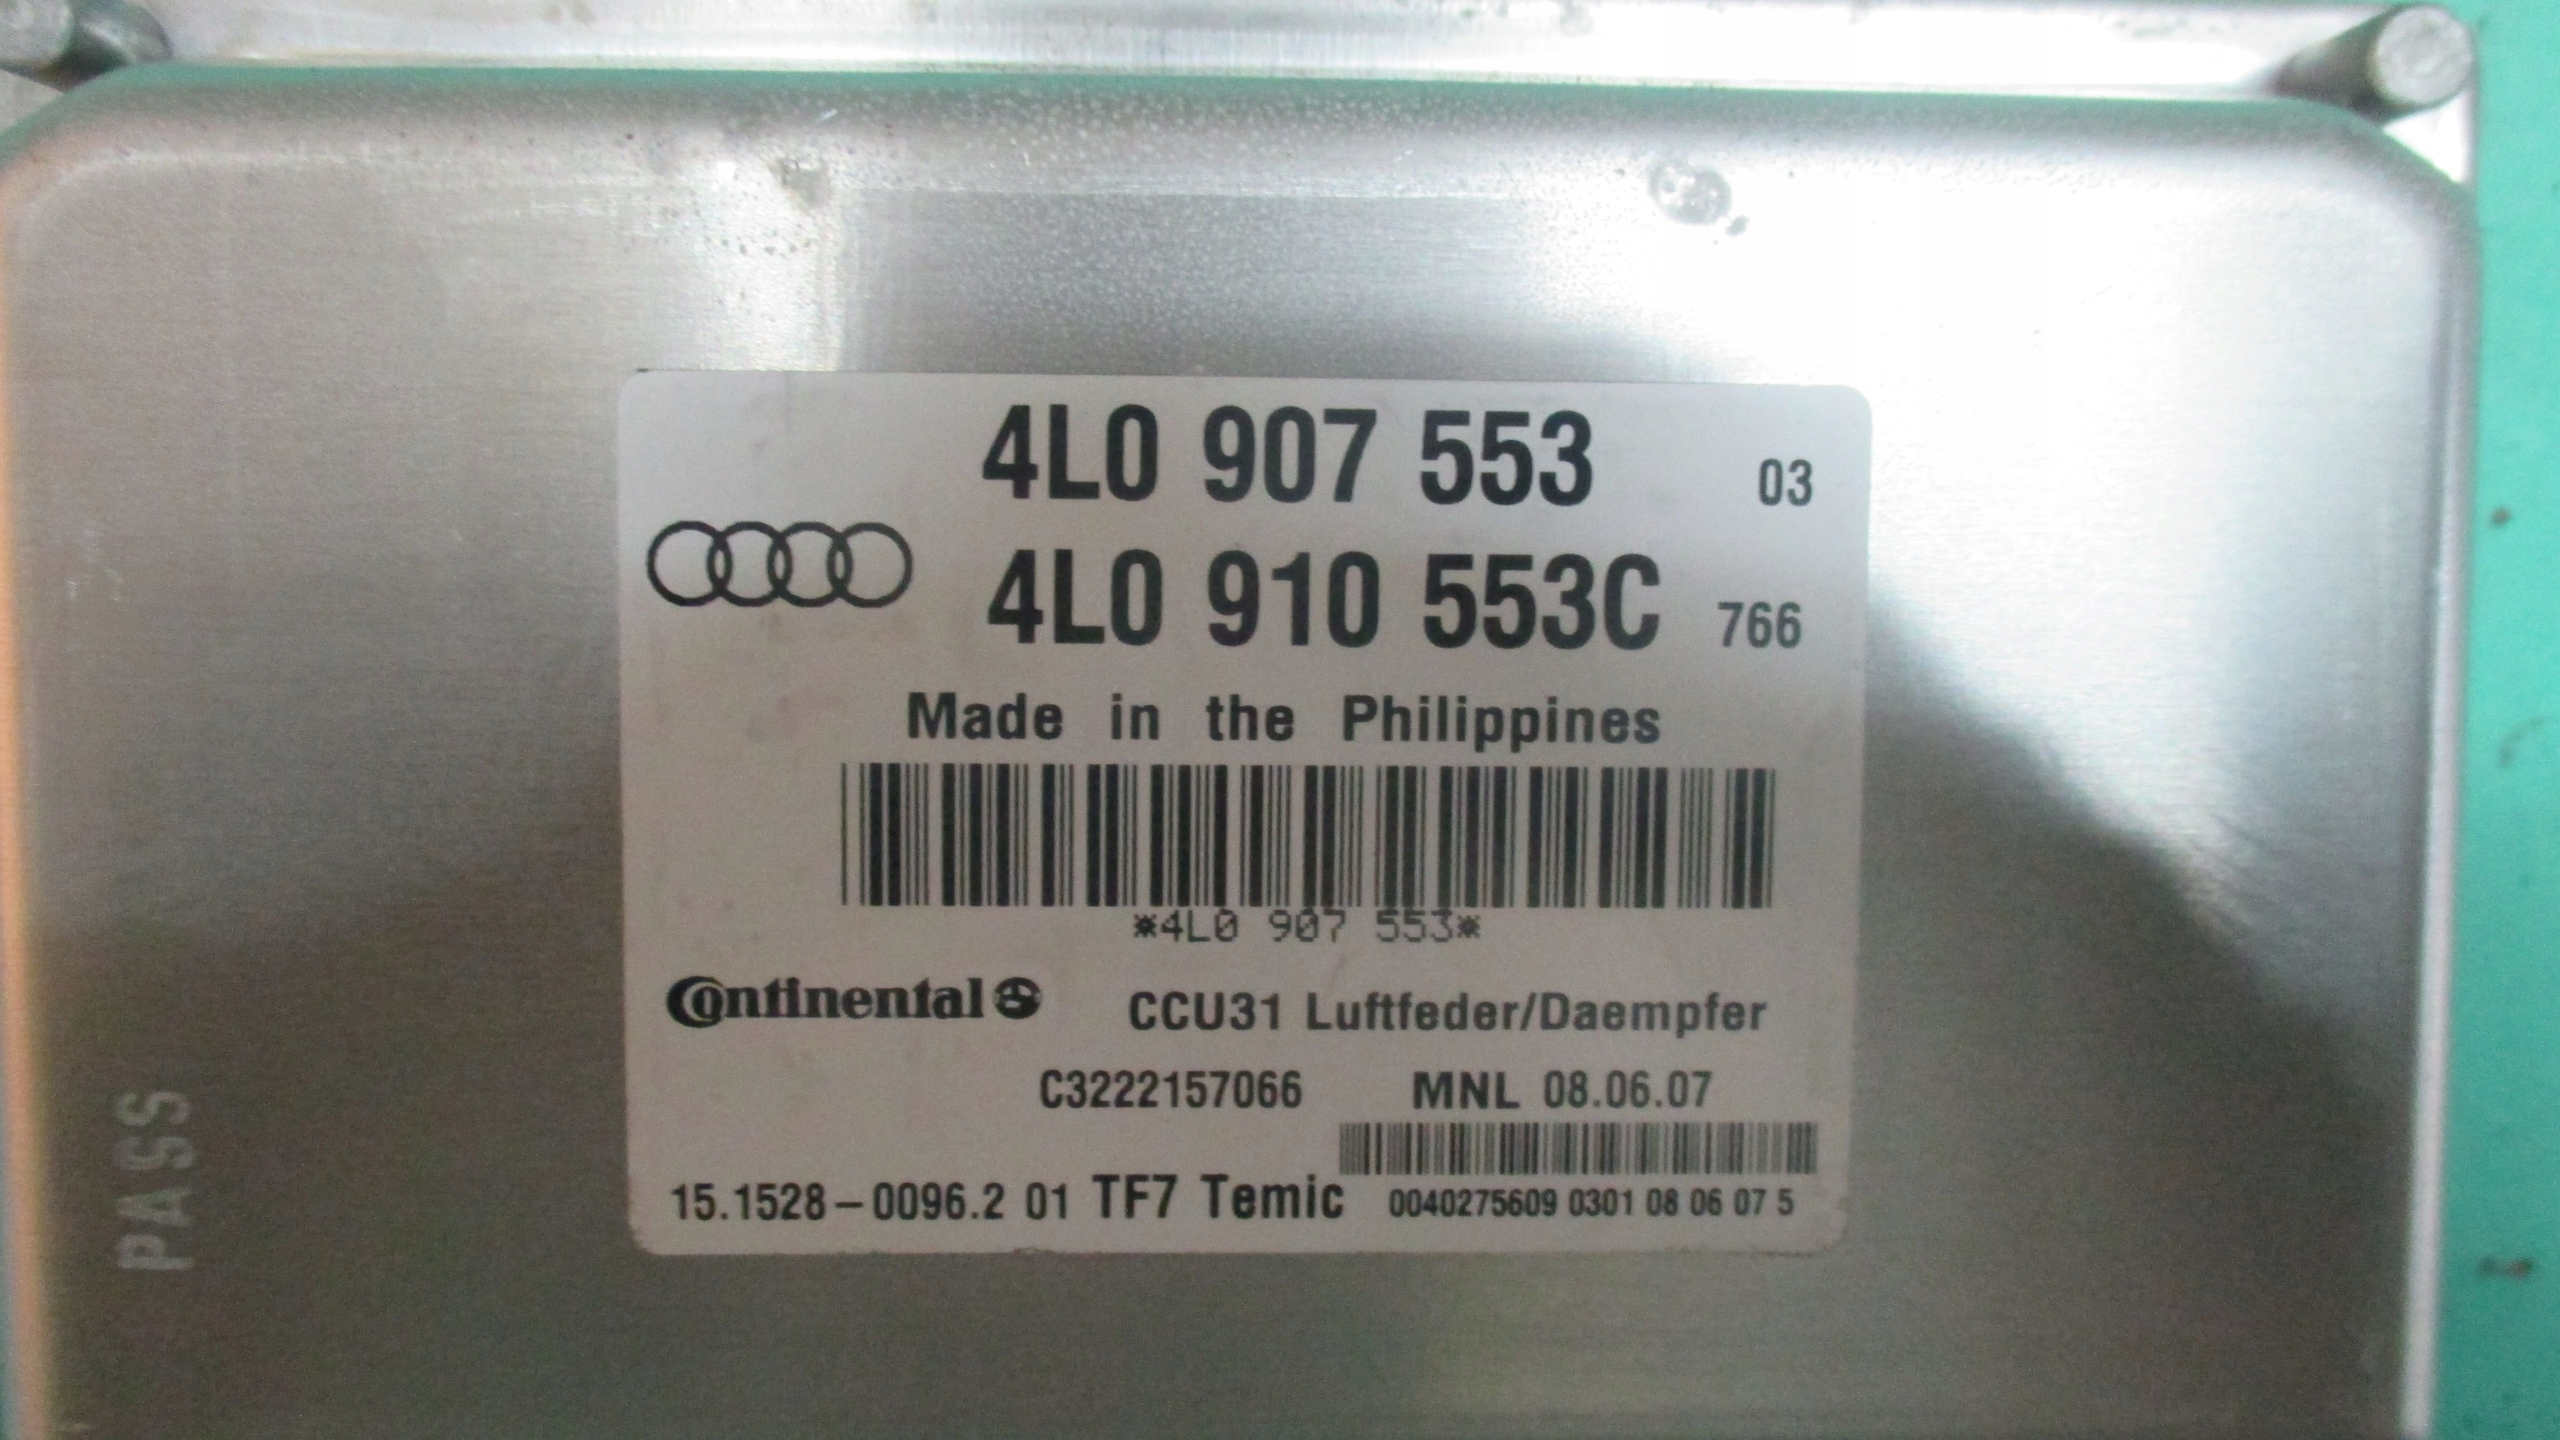 4L0 907 553 03
4L0 910 553C 766
Made in the Philippines
*4L0 907 553*
Continental CCU31 Luftfeder/Daempfer
C3222157066 MNL 08.06.07
15.1528-0096.2 01 TF7 Temic 0040275609 0301 08 06 07 5
PASS